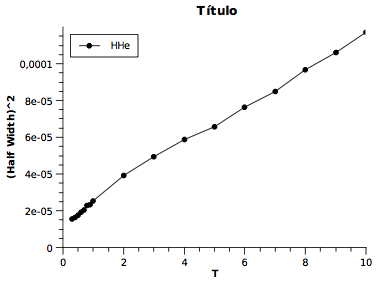 Título
HHe
(Half Width)^2
0,0001
8e-05
6e-05
4e-05
2e-05
0
0 2 4 6 8 10
T